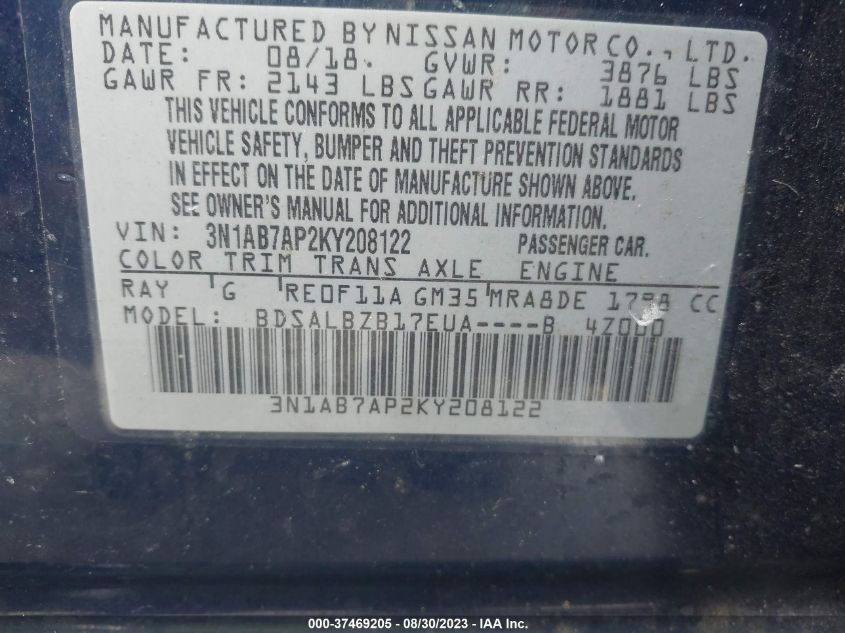 MANUFACTURED BY NISSAN MOTOR CO., LTD.
DATE: 08/18. GVWR: 3876 LBS
GAWR FR: 2143 LBS GAWR RR: 1881 LBS
THIS VEHICLE CONFORMS TO ALL APPLICABLE FEDERAL MOTOR
VEHICLE SAFETY, BUMPER AND THEFT PREVENTION STANDARDS
IN EFFECT ON THE DATE OF MANUFACTURE SHOWN ABOVE.
SEE OWNER'S MANUAL FOR ADDITIONAL INFORMATION.
VIN: 3N1AB7AP2KY208122 PASSENGER CAR.
COLOR TRIM TRANS AXLE ENGINE
RAY G RE0F11A GM35 MRA8DE 1798 CC
MODEL: BDSALBZB17EUA----B 4Z000
3N1AB7AP2KY208122
000-37469205 - 08/30/2023 - IAA Inc.